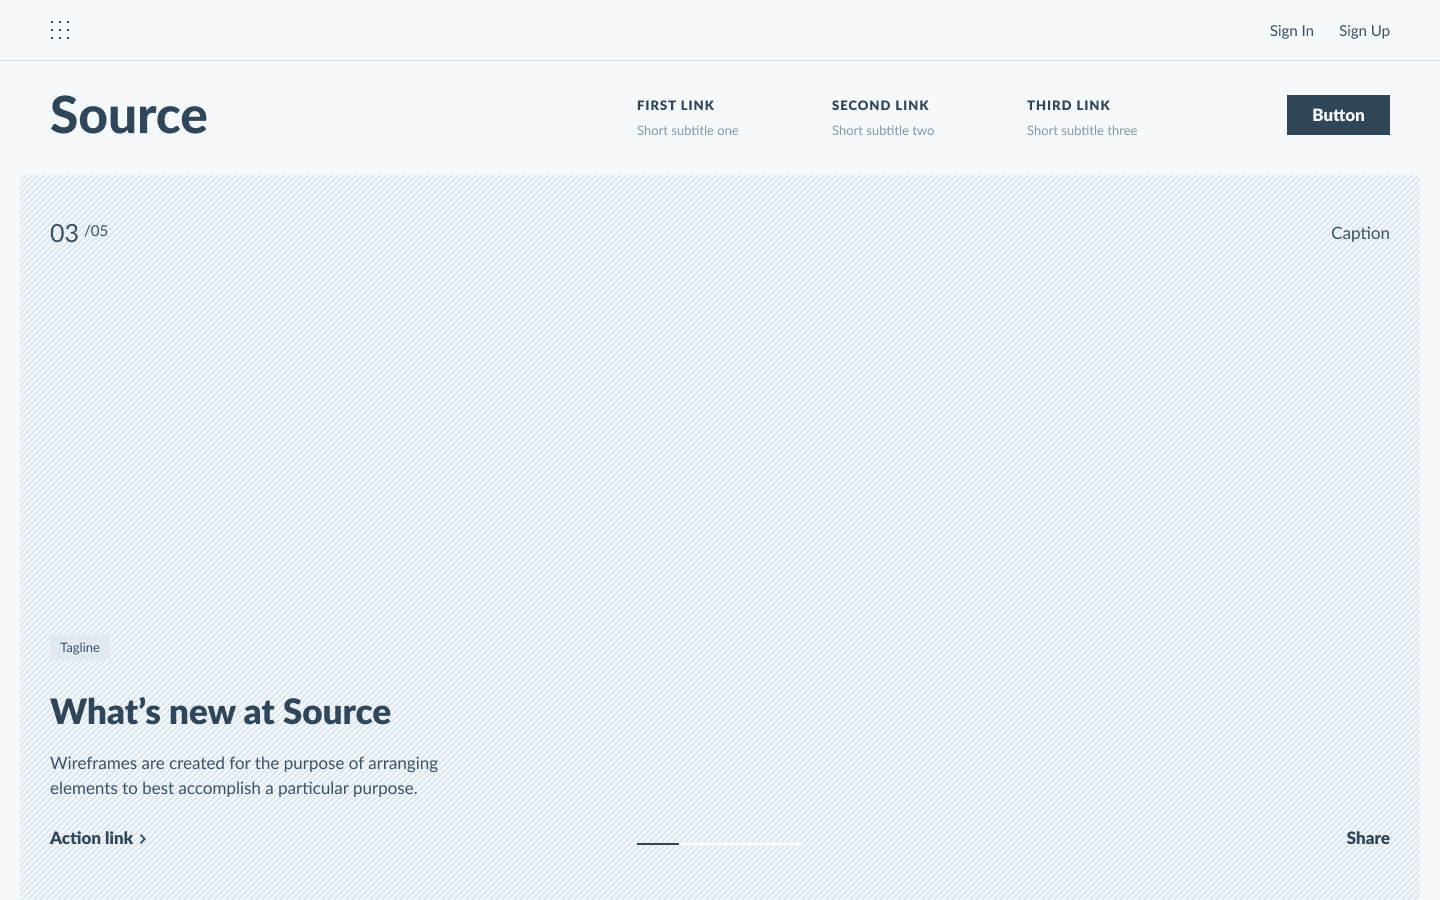 Sign In
Sign Up
Source
FIRST LINK
Short subtitle one
SECOND LINK
Short subtitle two
THIRD LINK
Short subtitle three
Button
03 /05
Caption
Tagline
What’s new at Source
Wireframes are created for the purpose of arranging
elements to best accomplish a particular purpose.
Action link
Share